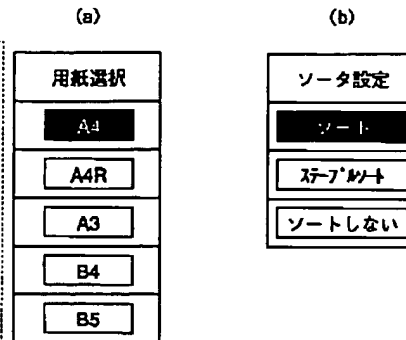 (a)
用紙選択
A4
A4R
A3
B4
B5
(b)
ソータ設定
ソート
ステープルソート
ソートしない